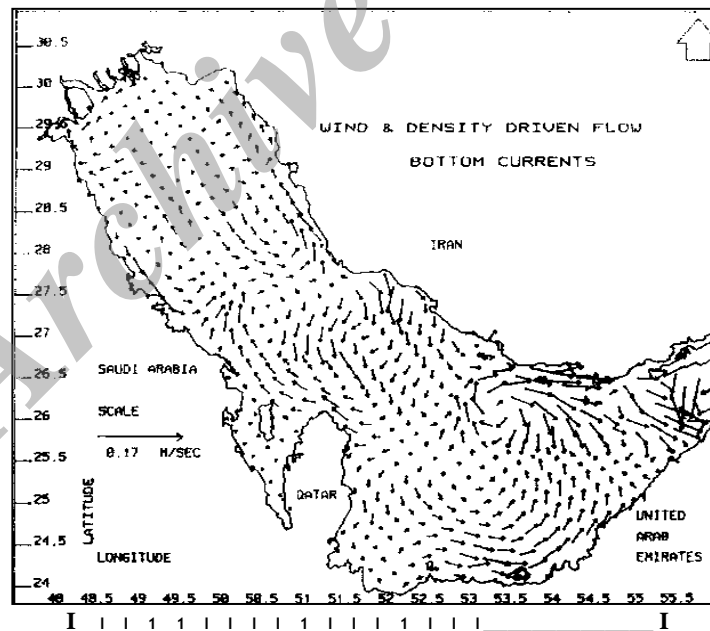 Archive
30.5
30
29.5
29
28.5
28
27.5
27
26.5
26
25.5
25
24.5
24
WIND & DENSITY DRIVEN FLOW
BOTTOM CURRENTS
IRAN
SAUDI ARABIA
SCALE
0.17 M/SEC
QATAR
UNITED
ARAB
EMIRATES
LATITUDE
LONGITUDE
48 48.5 49 49.5 50 50.5 51 51.5 52 52.5 53 53.5 54 54.5 55 55.5